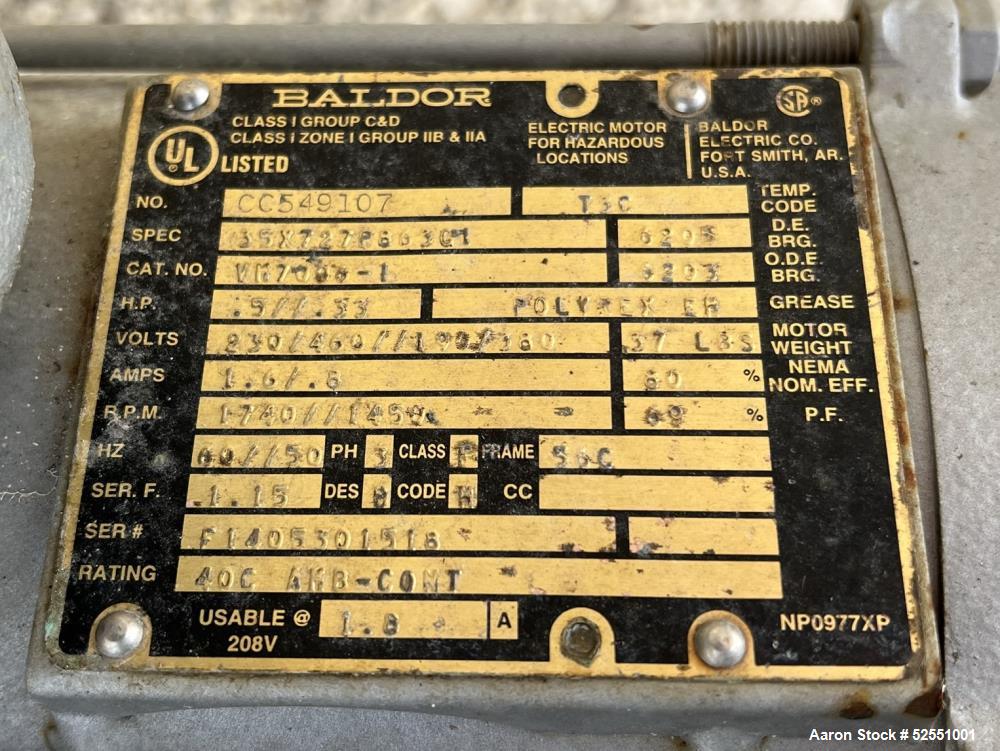 BALDOR
CLASS I GROUP C&D
CLASS I ZONE I GROUP IIB & IIA
UL® LISTED
ELECTRIC MOTOR
FOR HAZARDOUS
LOCATIONS
SA®
BALDOR
ELECTRIC CO.
FORT SMITH, AR.
U.S.A.
NO. CC549107 T3C TEMP. CODE
SPEC 6205 D.E. BRG.
CAT. NO. 6203 O.D.E. BRG.
H.P. .5//.33 POLYREX EM GREASE
VOLTS 230/460//190/380 37 LBS MOTOR WEIGHT
AMPS 1.6/.8 % NEMA NOM. EFF.
R.P.M. 1740//1450 % P.F.
HZ 60//50 PH 3 CLASS F FRAME 56C
SER. F. 1.15 DES CODE CC
SER # F1405301518
RATING 40C AMB-CONT
USABLE @ 208V 1.8 A
NP0977XP
Aaron Stock # 52551001